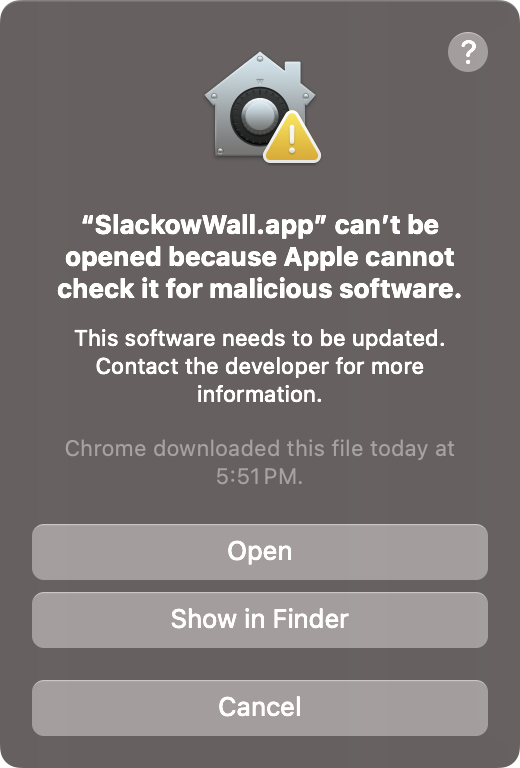 ?
“SlackowWall.app” can’t be
opened because Apple cannot
check it for malicious software.
This software needs to be updated.
Contact the developer for more
information.
Chrome downloaded this file today at
5:51 PM.
Open
Show in Finder
Cancel